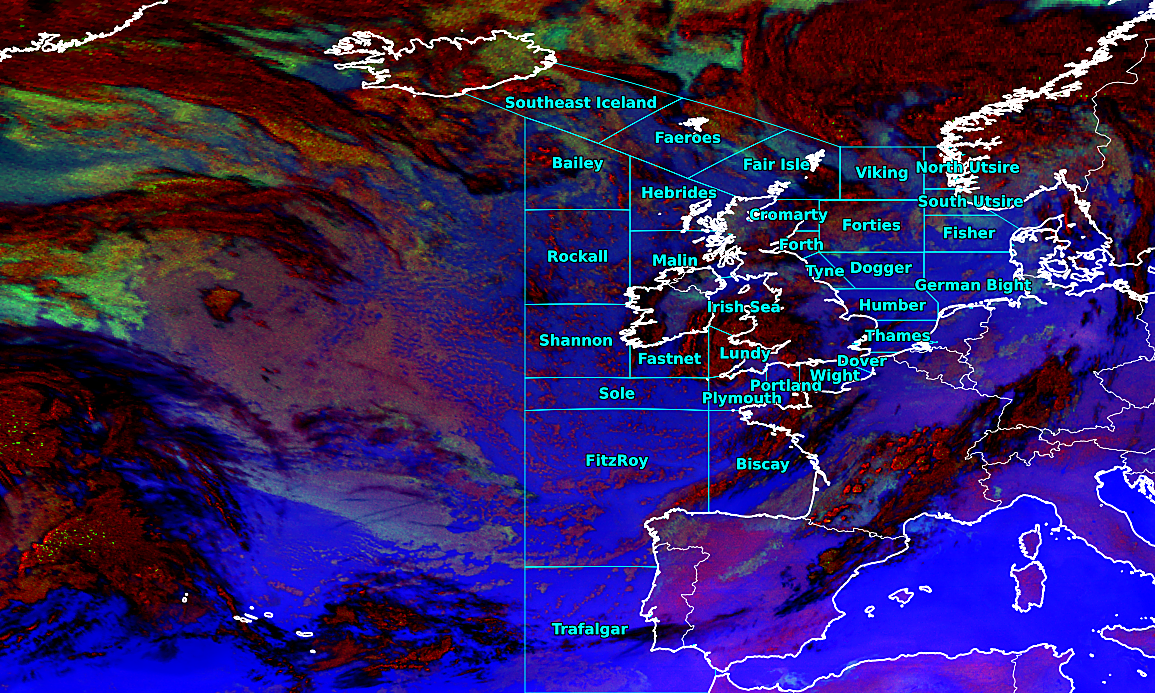 Southeast Iceland
Faeroes
Bailey
Fair Isle
North Utsire
Viking
Hebrides
South Utsire
Cromarty
Forties
Fisher
Forth
Rockall
Malin
Tyne
Dogger
German Bight
Irish Sea
Humber
Thames
Shannon
Fastnet
Lundy
Dover
Wight
Portland
Sole
Plymouth
FitzRoy
Biscay
Trafalgar